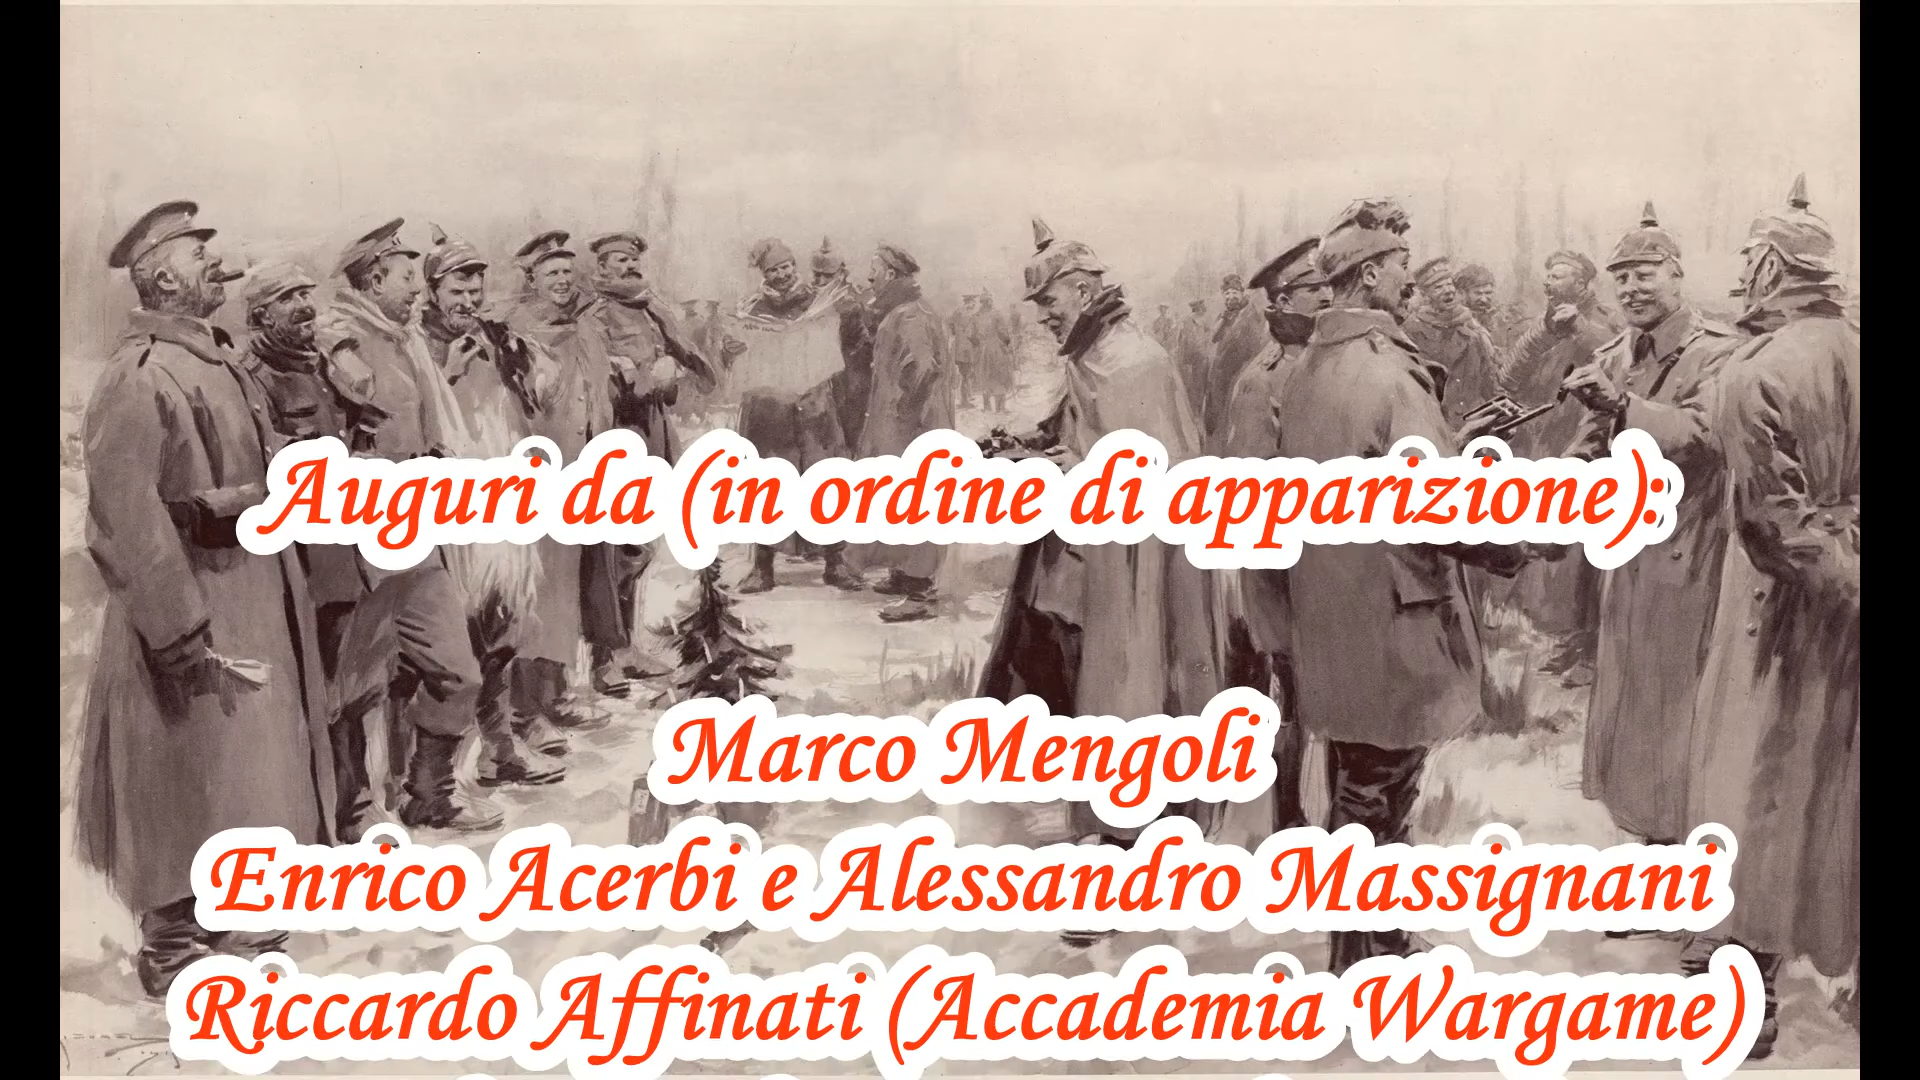 Auguri da (in ordine di apparizione):
Marco Mengoli
Enrico Acerbi e Alessandro Massignani
Riccardo Affinati (Accademia Wargame)